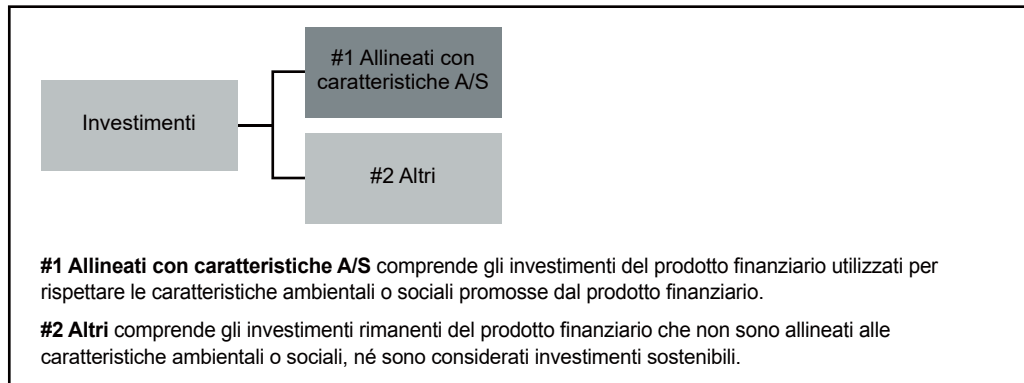 #1 Allineati con
caratteristiche A/S
Investimenti
#2 Altri
#1 Allineati con caratteristiche A/S comprende gli investimenti del prodotto finanziario utilizzati per
rispettare le caratteristiche ambientali o sociali promosse dal prodotto finanziario.
#2 Altri comprende gli investimenti rimanenti del prodotto finanziario che non sono allineati alle
caratteristiche ambientali o sociali, né sono considerati investimenti sostenibili.